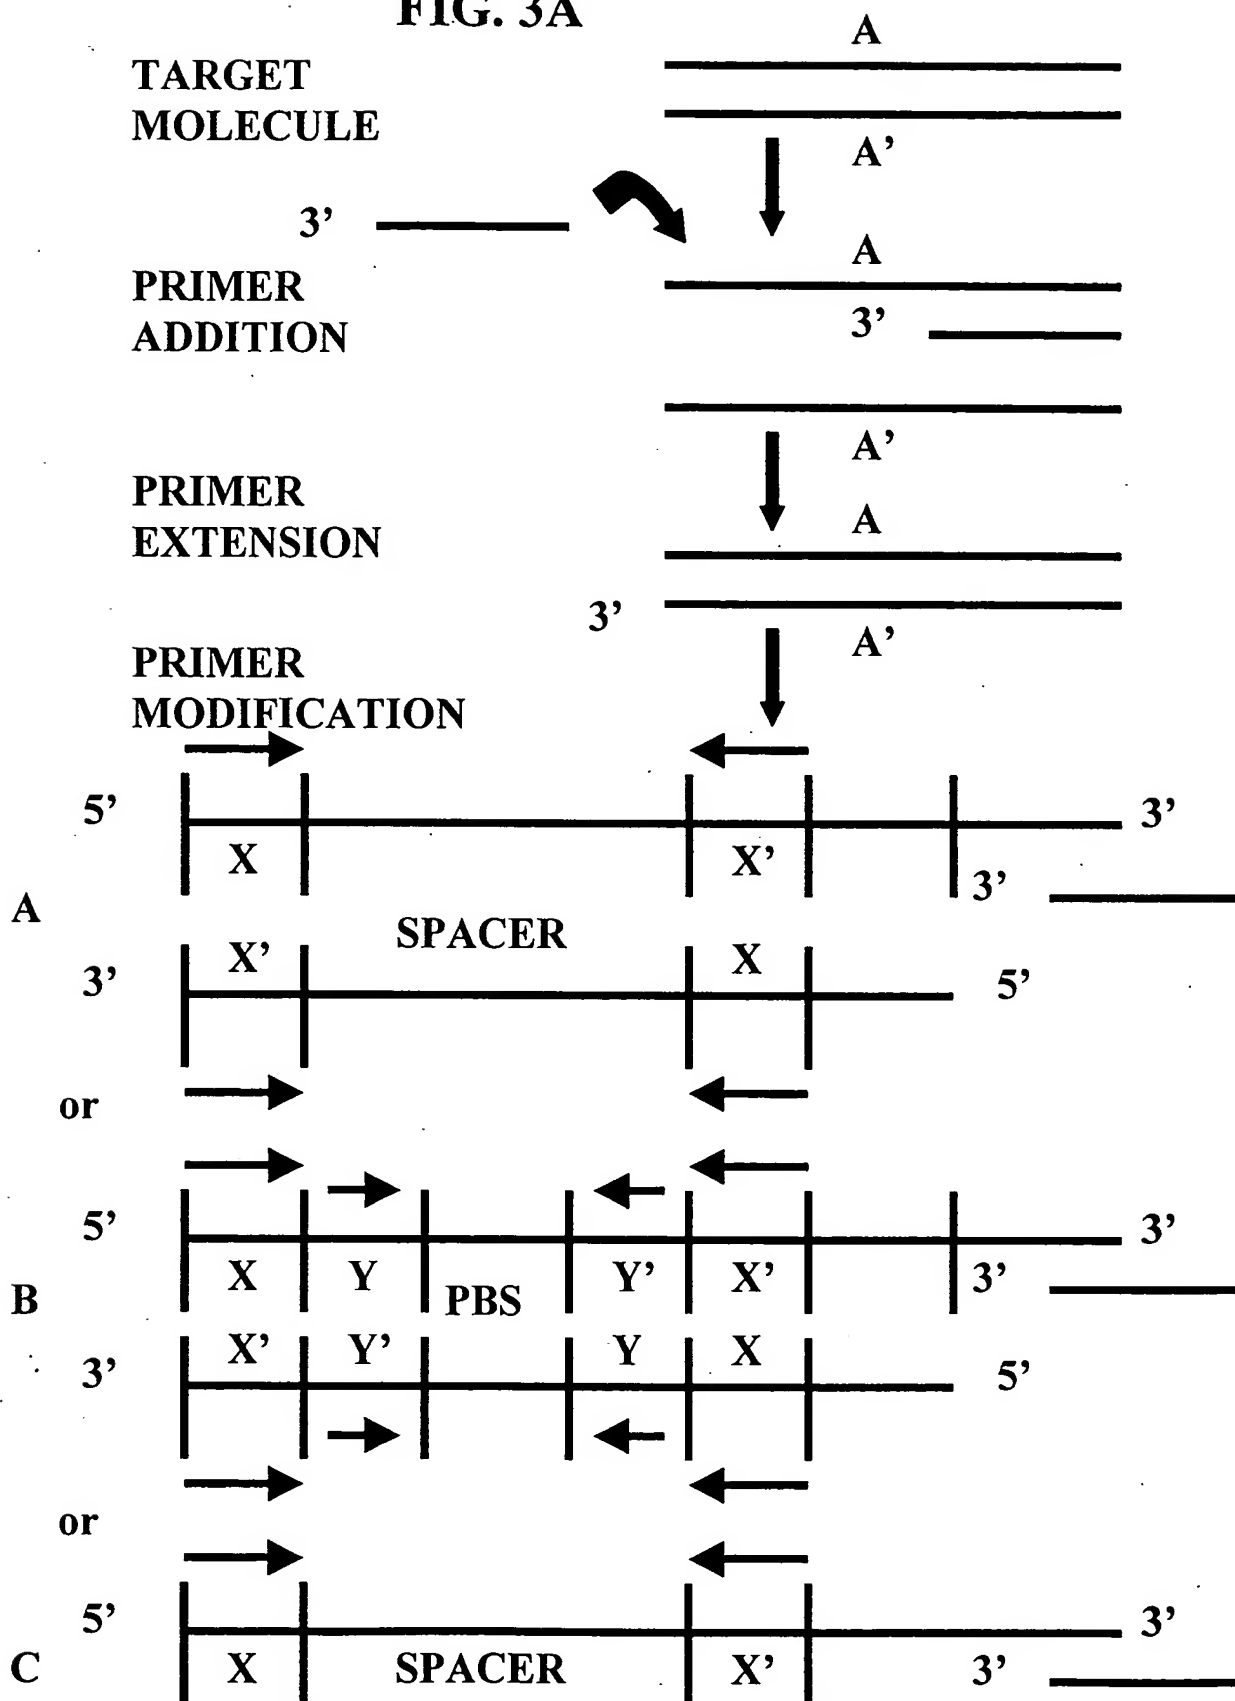 FIG. 3A
A
TARGET
MOLECULE
A'
3'
A
PRIMER
ADDITION
3'
A'
PRIMER
EXTENSION
A
3'
A'
PRIMER
MODIFICATION
5' 3'
X X'
3'
A
SPACER
X' X
3' 5'
or
5' 3'
X Y Y' X' 3'
B PBS
X' Y' Y X
3' 5'
or
5' 3'
C X SPACER X' 3'